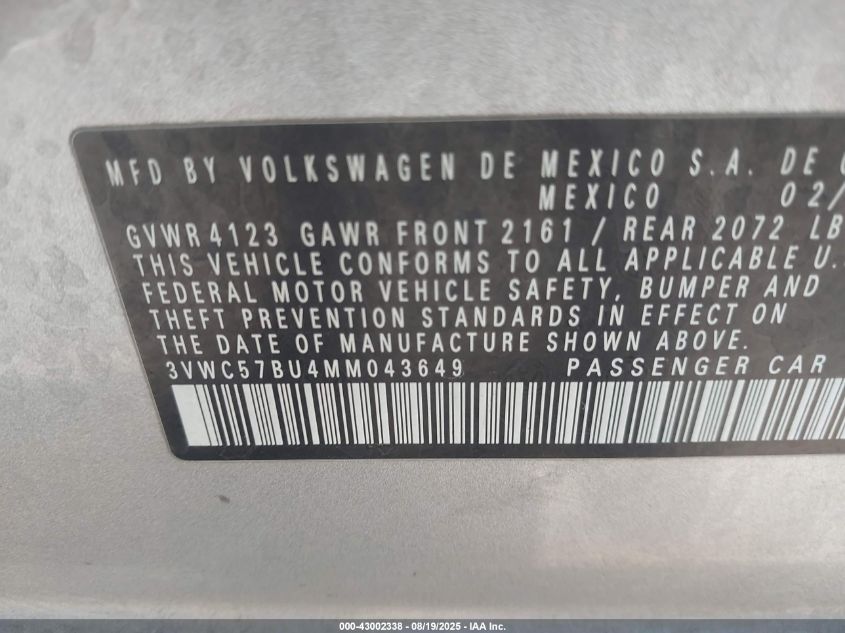 MFD BY VOLKSWAGEN DE MEXICO S.A. DE
MEXICO 02/
GVWR 4123 GAWR FRONT 2161 / REAR 2072 LB
THIS VEHICLE CONFORMS TO ALL APPLICABLE U.
FEDERAL MOTOR VEHICLE SAFETY, BUMPER AND
THEFT PREVENTION STANDARDS IN EFFECT ON
THE DATE OF MANUFACTURE SHOWN ABOVE.
3VWC57BU4MM043649 PASSENGER CAR
000-43002338 - 08/19/2025 - IAA Inc.